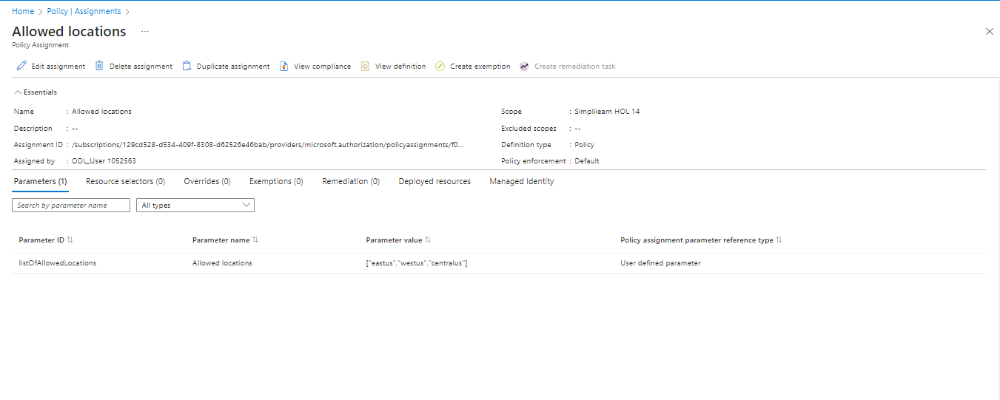 Home > Policy | Assignments >
Allowed locations ...
Policy Assignment
Edit assignment Delete assignment Duplicate assignment View compliance View definition Create exemption Create remediation task
Essentials
Name : Allowed locations Scope : Simplilearn HOL 14
Description : -- Excluded scopes : --
Assignment ID : /subscriptions/129cd528-d534-409f-8308-d62526e46bab/providers/microsoft.authorization/policyassignments/f0... Definition type : Policy
Assigned by : ODL_User 1052563 Policy enforcement : Default
Parameters (1) Resource selectors (0) Overrides (0) Exemptions (0) Remediation (0) Deployed resources Managed Identity
Search by parameter name All types
Parameter ID Parameter name Parameter value Policy assignment parameter reference type
listOfAllowedLocations Allowed locations ["eastus","westus","centralus"] User defined parameter